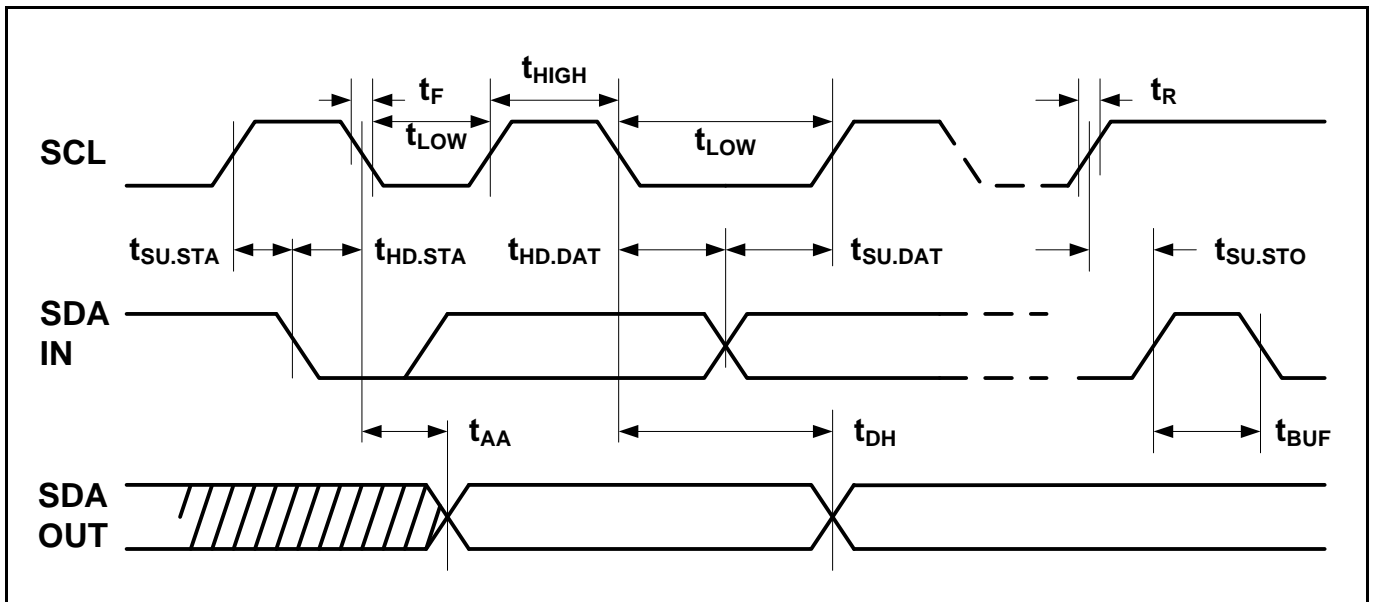 tHIGH
tF
tR
SCL
tLOW
tLOW
tSU.STA
tHD.STA
tHD.DAT
tSU.DAT
tSU.STO
SDA
IN
tAA
tDH
tBUF
SDA
OUT